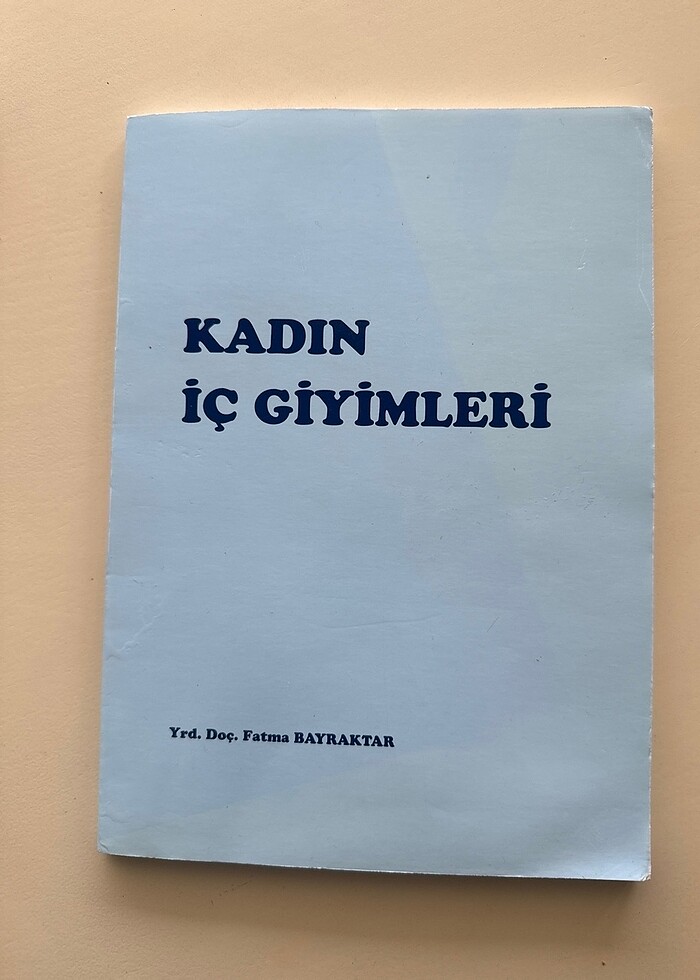 KADIN
İÇ GİYİMLERİ
Yrd. Doç. Fatma BAYRAKTAR